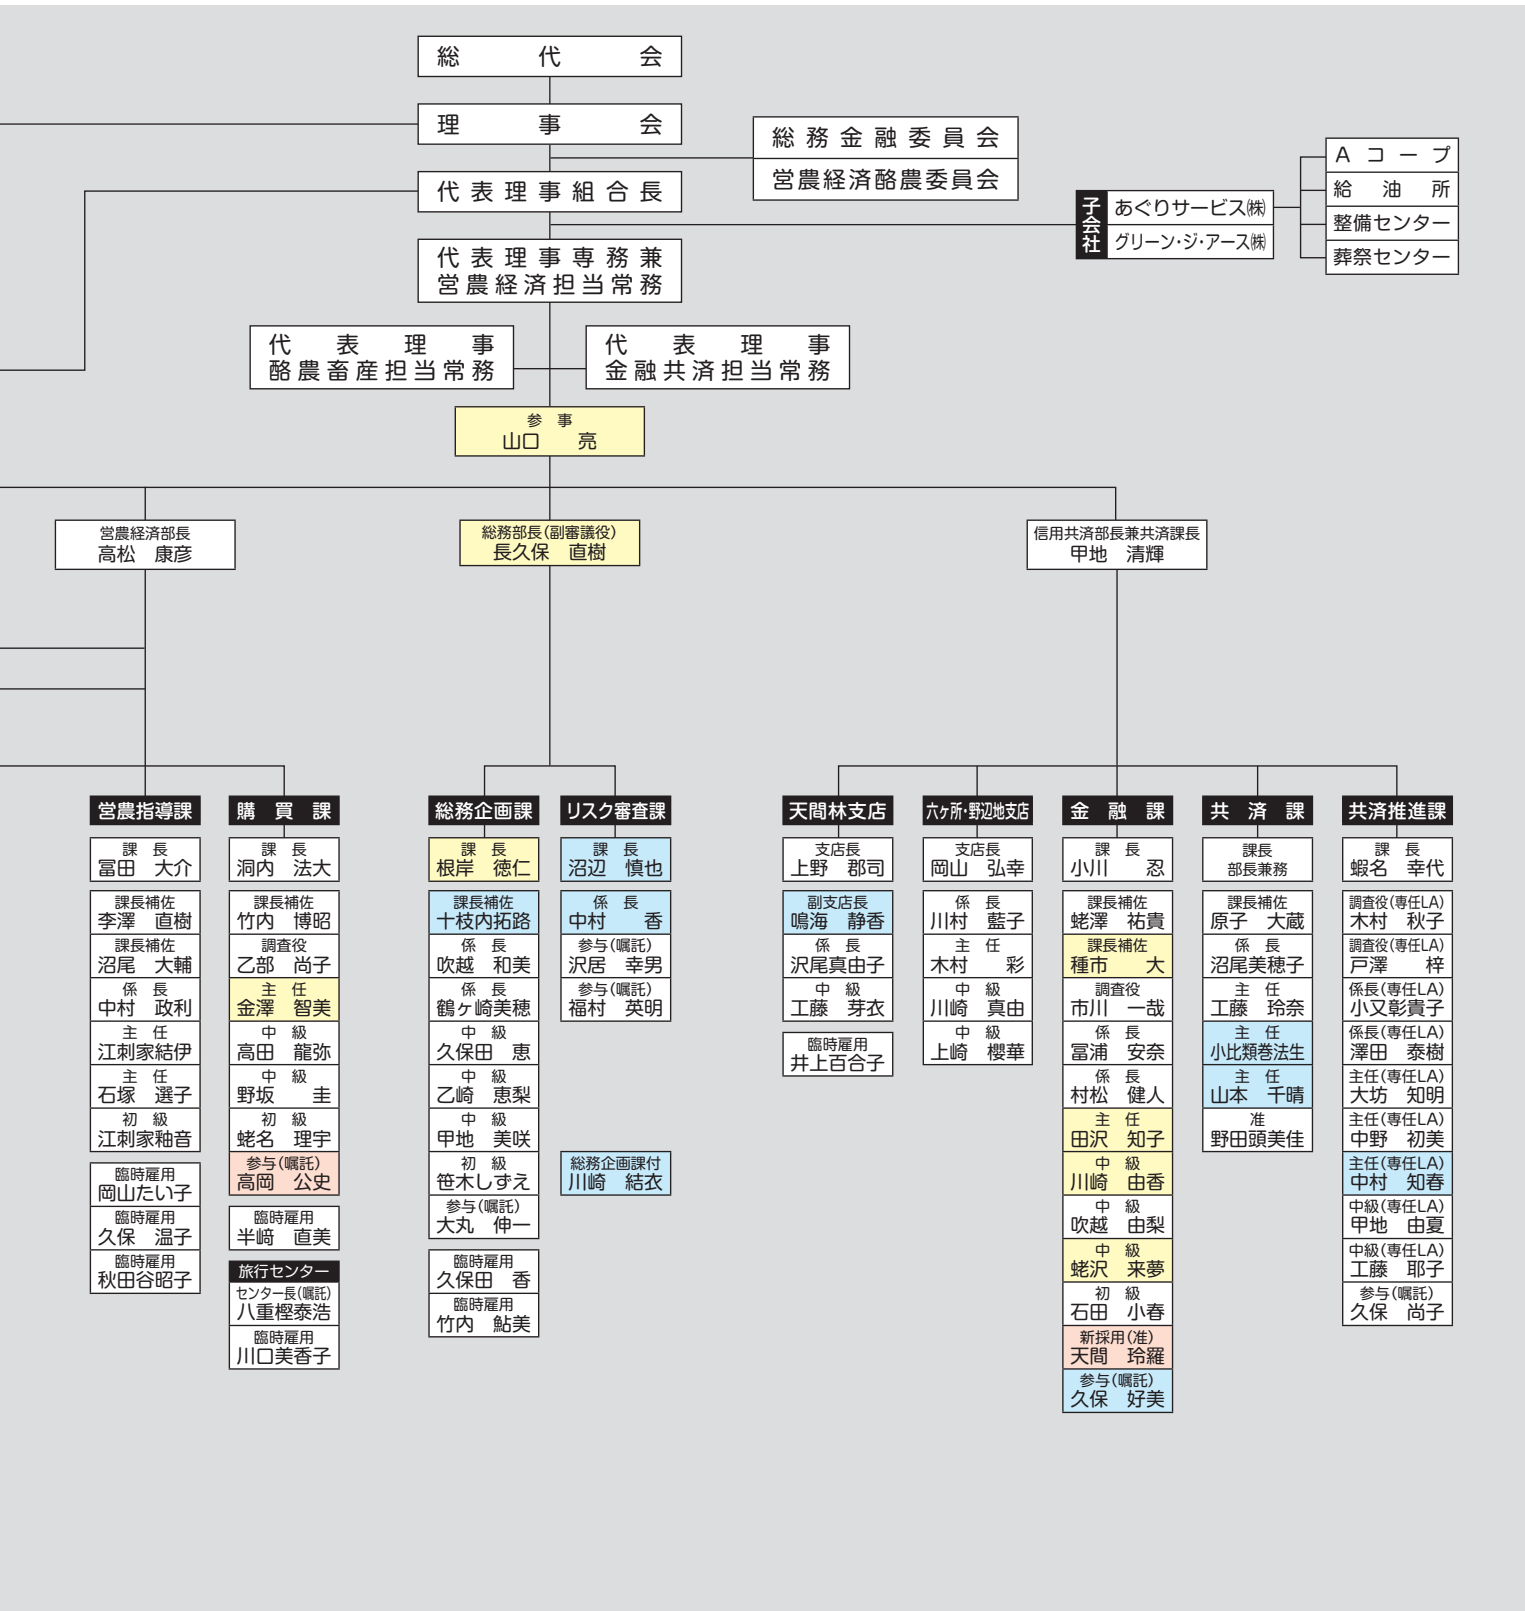 総代会
理事会
総務金融委員会
営農経済酪農委員会
代表理事組合長
子会社
あぐりサービス㈱
グリーン・ジ・アース㈱
Aコープ
給油所
整備センター
葬祭センター
代表理事専務兼
営農経済担当常務
代表理事
酪農畜産担当常務
代表理事
金融共済担当常務
参事
山口 亮
営農経済部長
高松 康彦
総務部長(副審議役)
長久保 直樹
信用共済部長兼共済課長
甲地 清輝
営農指導課
課長
冨田 大介
課長補佐
李澤 直樹
課長補佐
沼尾 大輔
係長
中村 政利
主任
江刺家結伊
主任
石塚 選子
初級
江刺家釉音
臨時雇用
岡山たい子
臨時雇用
久保 温子
臨時雇用
秋田谷昭子
購買課
課長
洞内 法大
課長補佐
竹内 博昭
調査役
乙部 尚子
主任
金澤 智美
中級
高田 龍弥
中級
野坂 圭
初級
蛯名 理宇
参与(嘱託)
高岡 公史
臨時雇用
半﨑 直美
旅行センター
センター長(嘱託)
八重樫泰浩
臨時雇用
川口美香子
総務企画課
課長
根岸 徳仁
課長補佐
十枝内拓路
係長
吹越 和美
係長
鶴ヶ崎美穂
中級
久保田 恵
中級
乙崎 恵梨
中級
甲地 美咲
初級
笹木しずえ
参与(嘱託)
大丸 伸一
臨時雇用
久保田 香
臨時雇用
竹内 鮎美
リスク審査課
課長
沼辺 慎也
係長
中村 香
参与(嘱託)
沢居 幸男
参与(嘱託)
福村 英明
総務企画課付
川崎 結衣
天間林支店
支店長
上野 郡司
副支店長
鳴海 静香
係長
沢尾真由子
中級
工藤 芽衣
臨時雇用
井上百合子
六ヶ所・野辺地支店
支店長
岡山 弘幸
係長
川村 藍子
主任
木村 彩
中級
川崎 真由
中級
上崎 櫻華
金融課
課長
小川 忍
課長補佐
蛯澤 祐貴
課長補佐
種市 大
調査役
市川 一哉
係長
冨浦 安奈
係長
村松 健人
主任
田沢 知子
中級
川崎 由香
中級
吹越 由梨
中級
蛯沢 来夢
初級
石田 小春
新採用(准)
天間 玲羅
参与(嘱託)
久保 好美
共済課
課長
部長兼務
課長補佐
原子 大蔵
係長
沼尾美穂子
主任
工藤 玲奈
主任
小比類巻法生
主任
山本 千晴
准
野田頭美佳
共済推進課
課長
蝦名 幸代
調査役(専任LA)
木村 秋子
調査役(専任LA)
戸澤 梓
係長(専任LA)
小又彰貴子
係長(専任LA)
澤田 泰樹
主任(専任LA)
大坊 知明
主任(専任LA)
中野 初美
主任(専任LA)
中村 知春
中級(専任LA)
甲地 由夏
中級(専任LA)
工藤 耶子
参与(嘱託)
久保 尚子